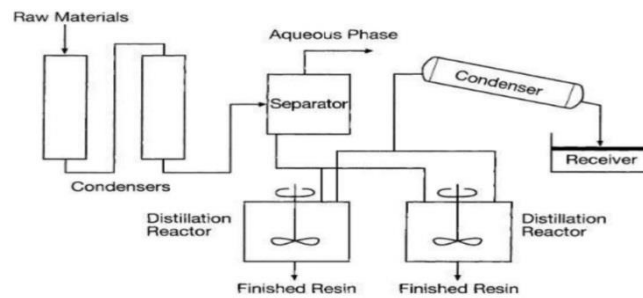 Raw Materials
Aqueous Phase
Condenser
Separator
Receiver
Condensers
Distillation
Reactor
Distillation
Reactor
Finished Resin
Finished Resin